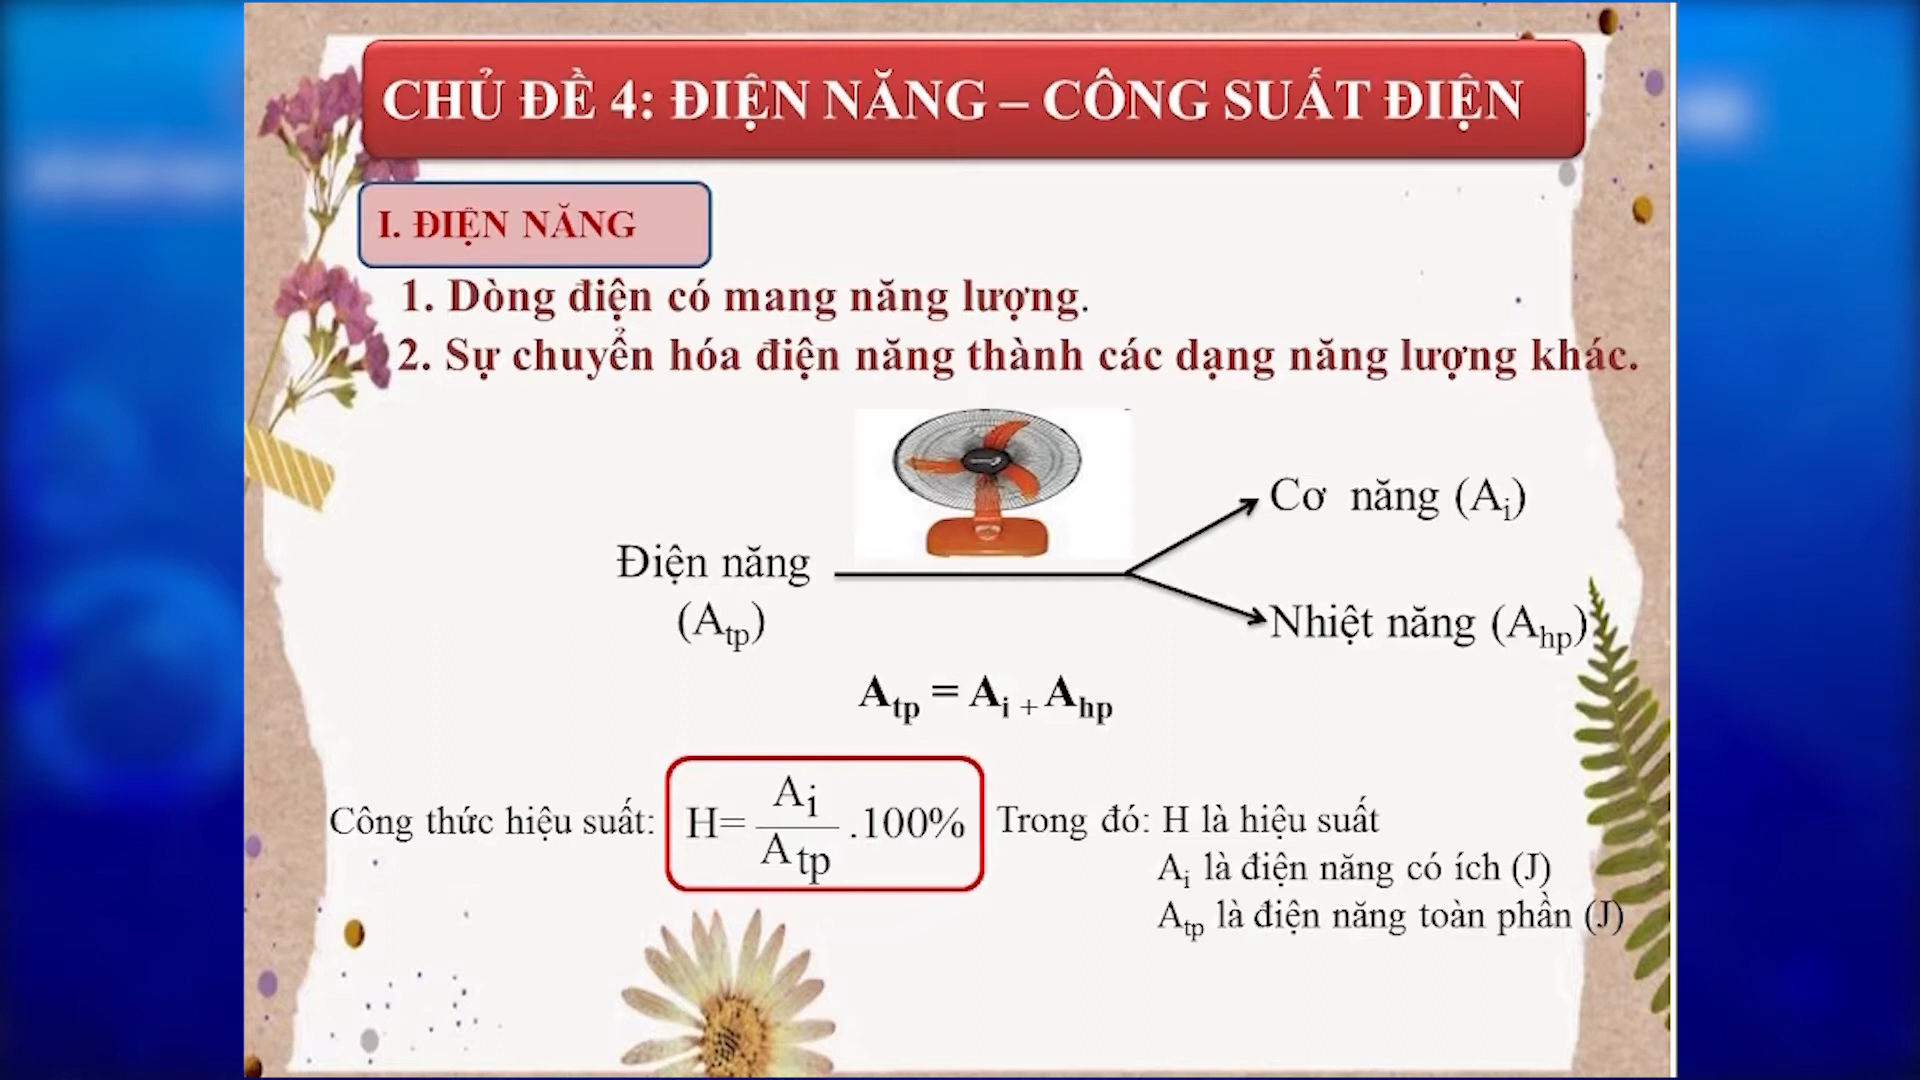 CHỦ ĐỀ 4: ĐIỆN NĂNG – CÔNG SUẤT ĐIỆN
I. ĐIỆN NĂNG
1. Dòng điện có mang năng lượng.
2. Sự chuyển hóa điện năng thành các dạng năng lượng khác.
Cơ năng (Ai)
Điện năng
(Atp)
Nhiệt năng (Ahp)
Atp = Ai + Ahp
Công thức hiệu suất: H= Ai / Atp .100% Trong đó: H là hiệu suất
Ai là điện năng có ích (J)
Atp là điện năng toàn phần (J)